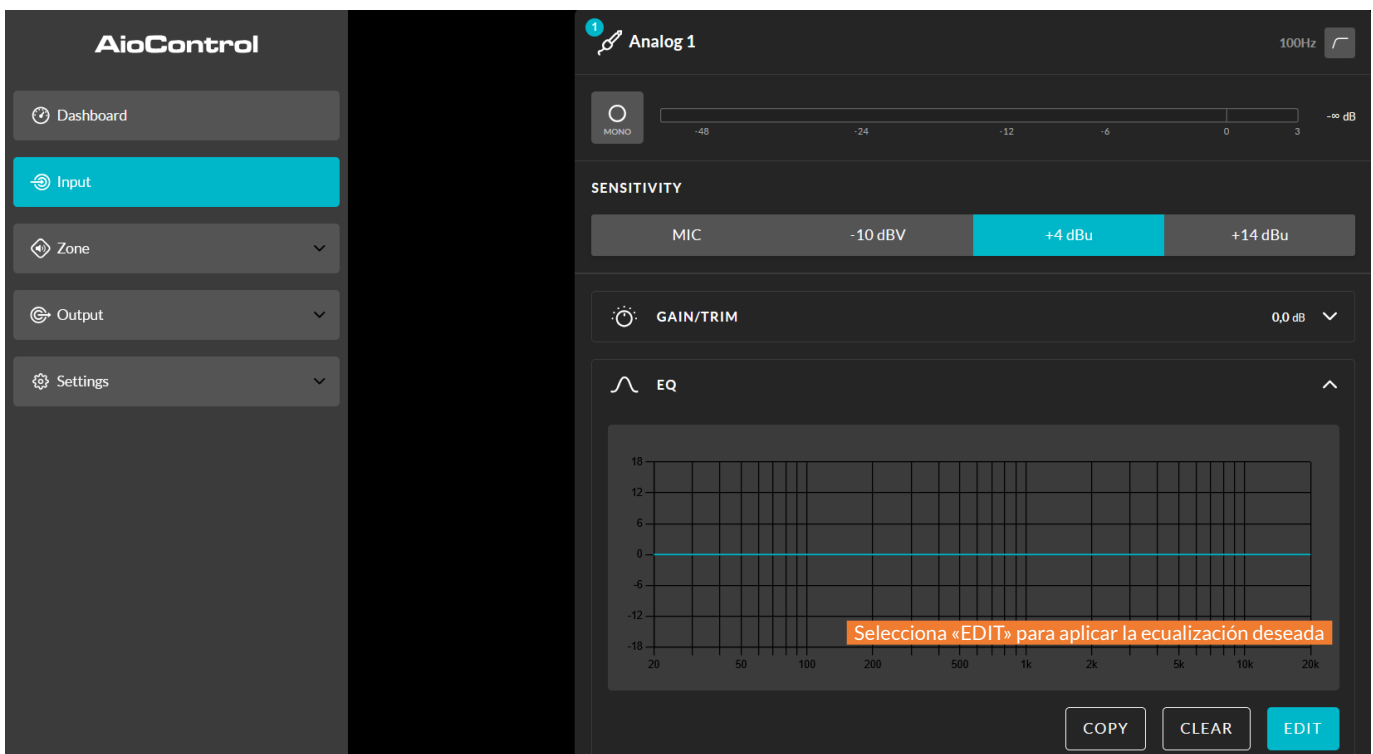 AioControl
Dashboard
Input
Zone
Output
Settings
1
Analog 1
100Hz
MONO
-48 -24 -12 -6 0 3
-∞ dB
SENSITIVITY
MIC -10 dBV +4 dBu +14 dBu
GAIN/TRIM 0,0 dB
EQ
18
12
6
0
-6
-12
Selecciona «EDIT» para aplicar la ecualización deseada
-18
20 50 100 200 500 1k 2k 5k 10k 20k
COPY CLEAR EDIT